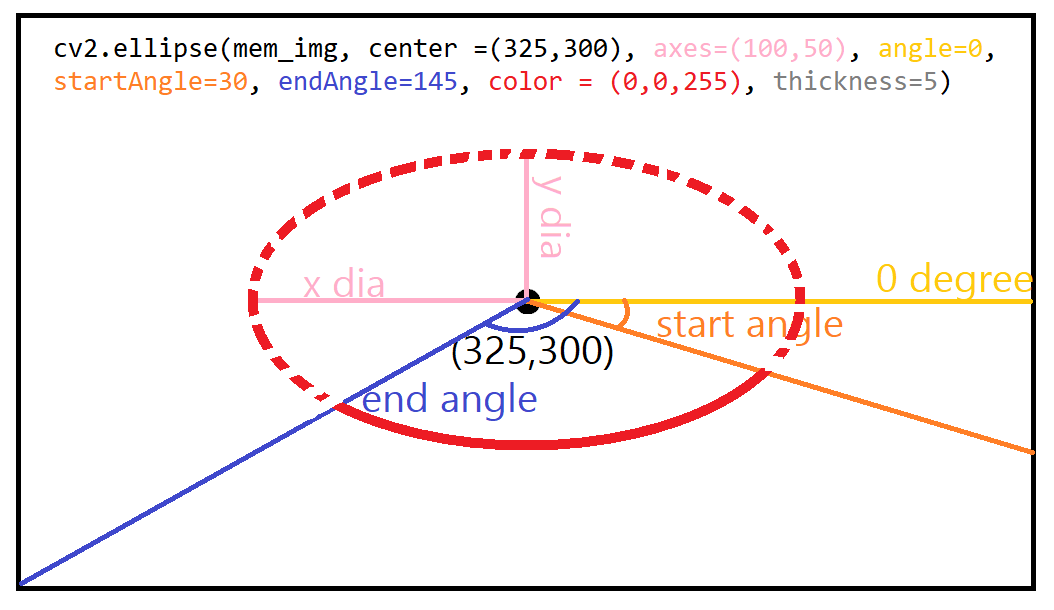 cv2.ellipse(mem_img, center =(325,300), axes=(100,50), angle=0,
startAngle=30, endAngle=145, color = (0,0,255), thickness=5)
y dia
x dia
0 degree
start angle
(325,300)
end angle